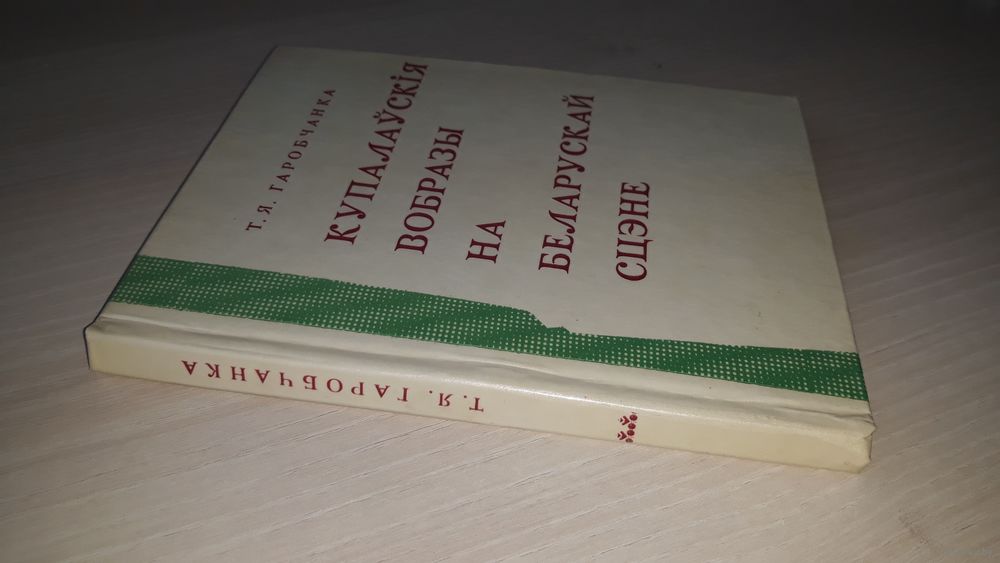 Т. Я. ГАРОБЧАНКА
КУПАЛАЎСКІЯ
ВОБРАЗЫ
НА
БЕЛАРУСКАЙ
СЦЭНЕ
Т. Я. ГАРОБЧАНКА